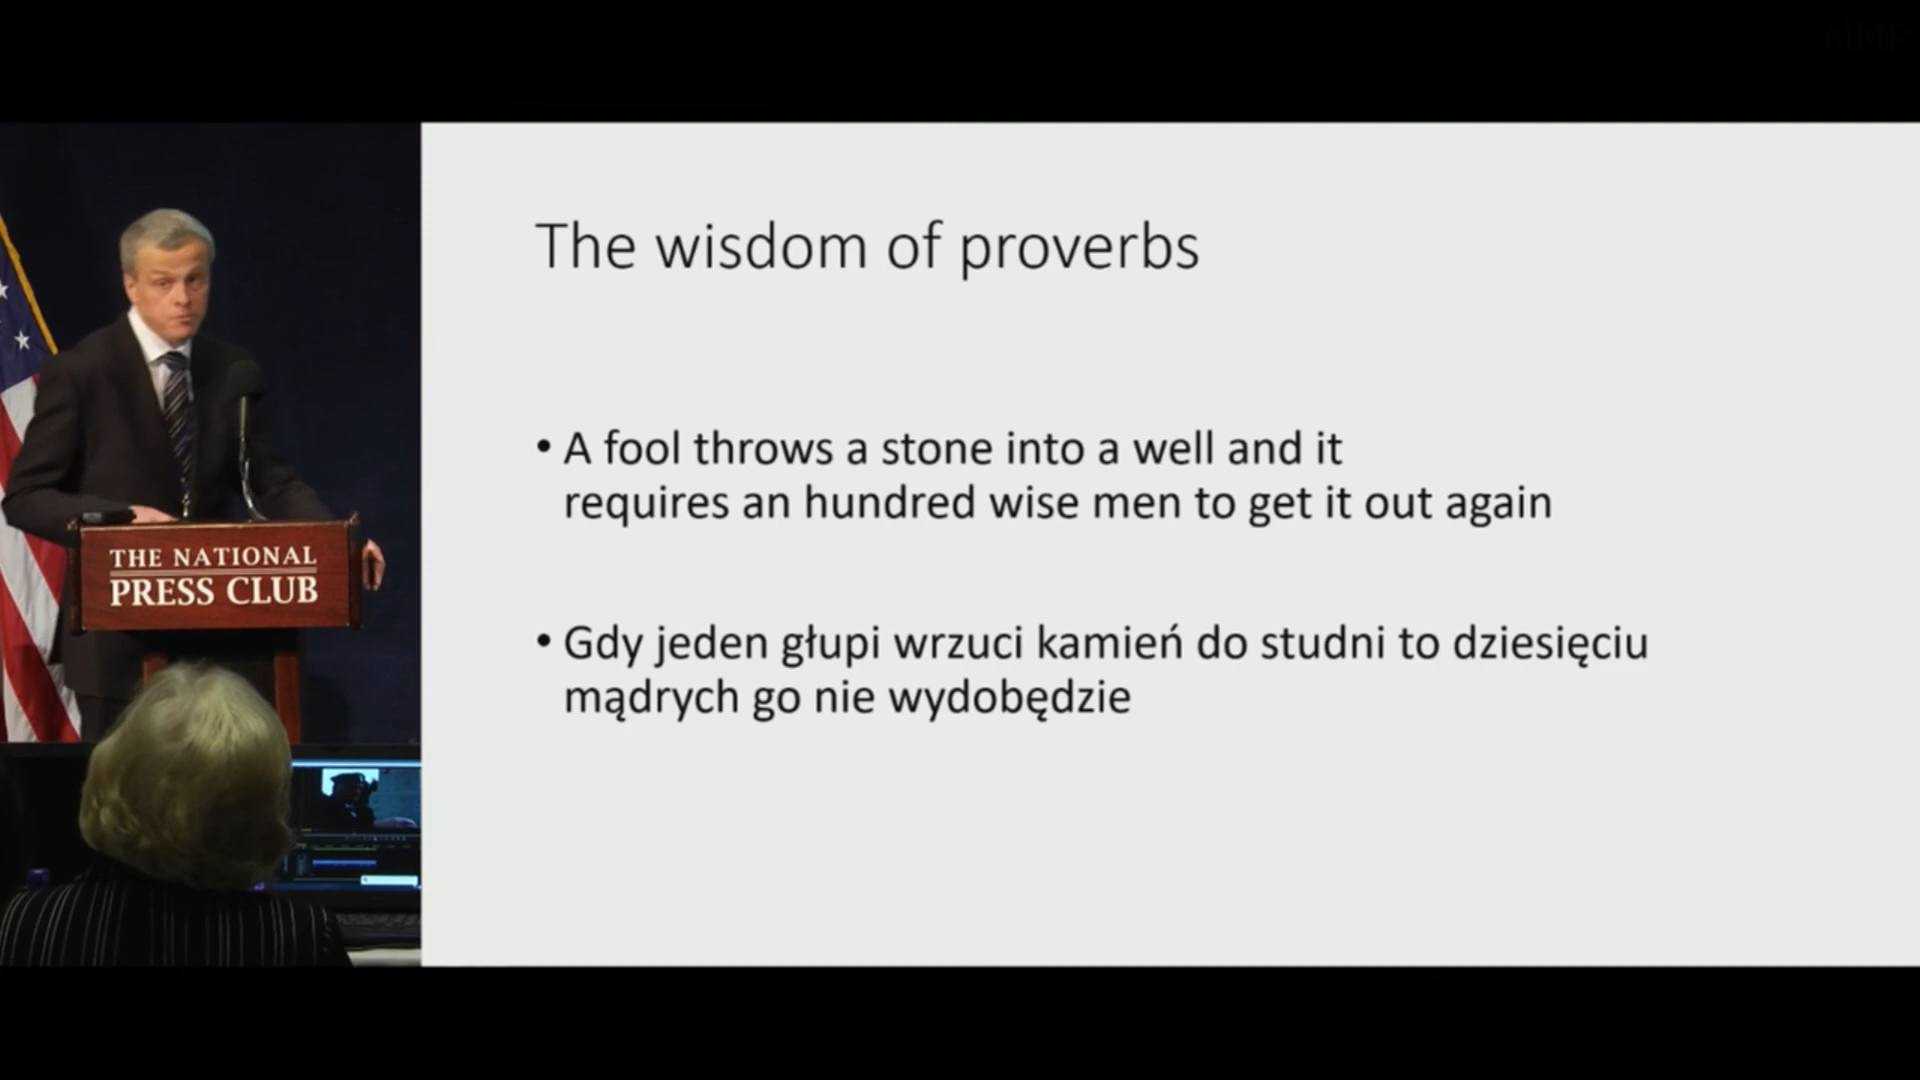 The wisdom of proverbs
• A fool throws a stone into a well and it
requires an hundred wise men to get it out again
• Gdy jeden głupi wrzuci kamień do studni to dziesięciu
mądrych go nie wydobędzie
THE NATIONAL
PRESS CLUB